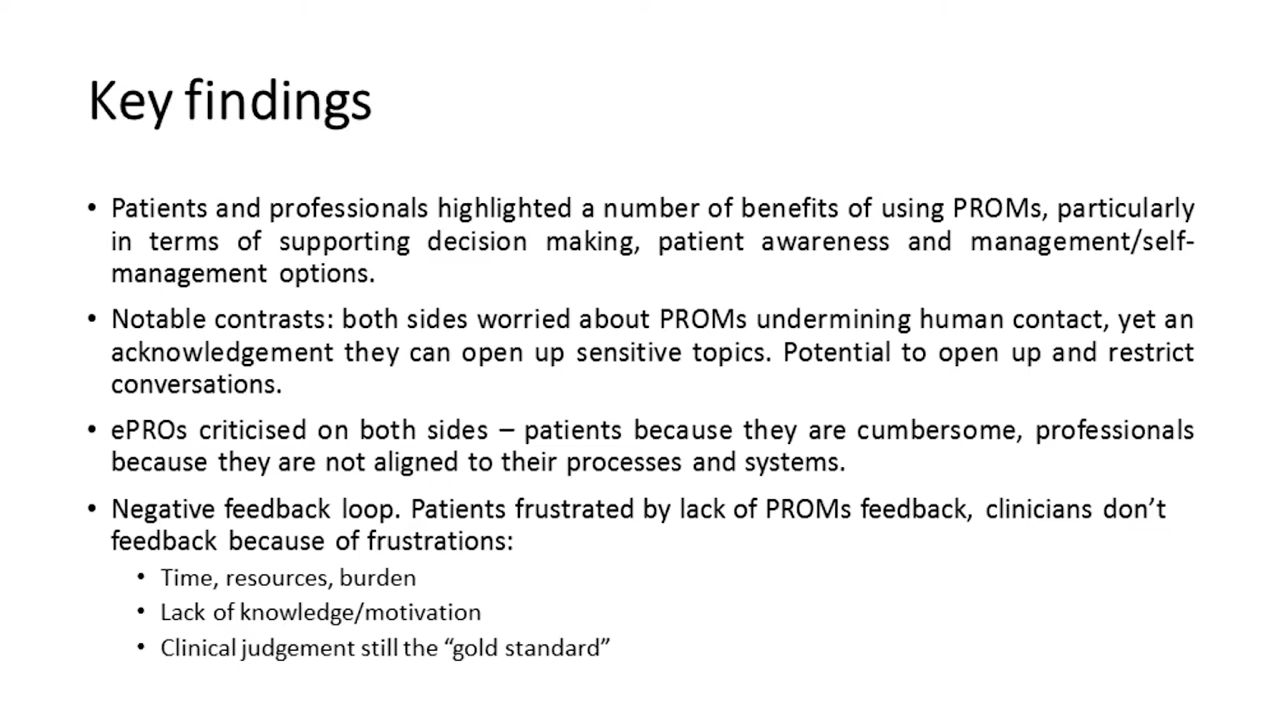 Key findings
• Patients and professionals highlighted a number of benefits of using PROMs, particularly
in terms of supporting decision making, patient awareness and management/self-
management options.
• Notable contrasts: both sides worried about PROMs undermining human contact, yet an
acknowledgement they can open up sensitive topics. Potential to open up and restrict
conversations.
• ePROs criticised on both sides – patients because they are cumbersome, professionals
because they are not aligned to their processes and systems.
• Negative feedback loop. Patients frustrated by lack of PROMs feedback, clinicians don’t
feedback because of frustrations:
• Time, resources, burden
• Lack of knowledge/motivation
• Clinical judgement still the “gold standard”